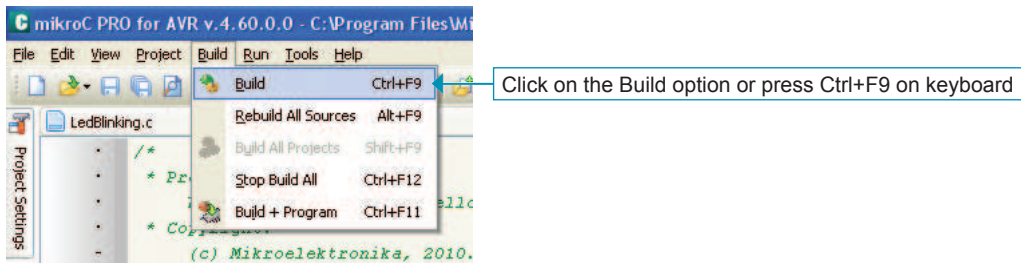 mikroC PRO for AVR v.4.60.0.0 - C:\Program Files\Mi
File Edit View Project Build Run Tools Help
Build Ctrl+F9
Click on the Build option or press Ctrl+F9 on keyboard
Rebuild All Sources Alt+F9
LedBlinking.c
Build All Projects Shift+F9
Stop Build All Ctrl+F12
Build + Program Ctrl+F11
Project Settings
/*
* Pr
* Co
(c) Mikroelektronika, 2010.